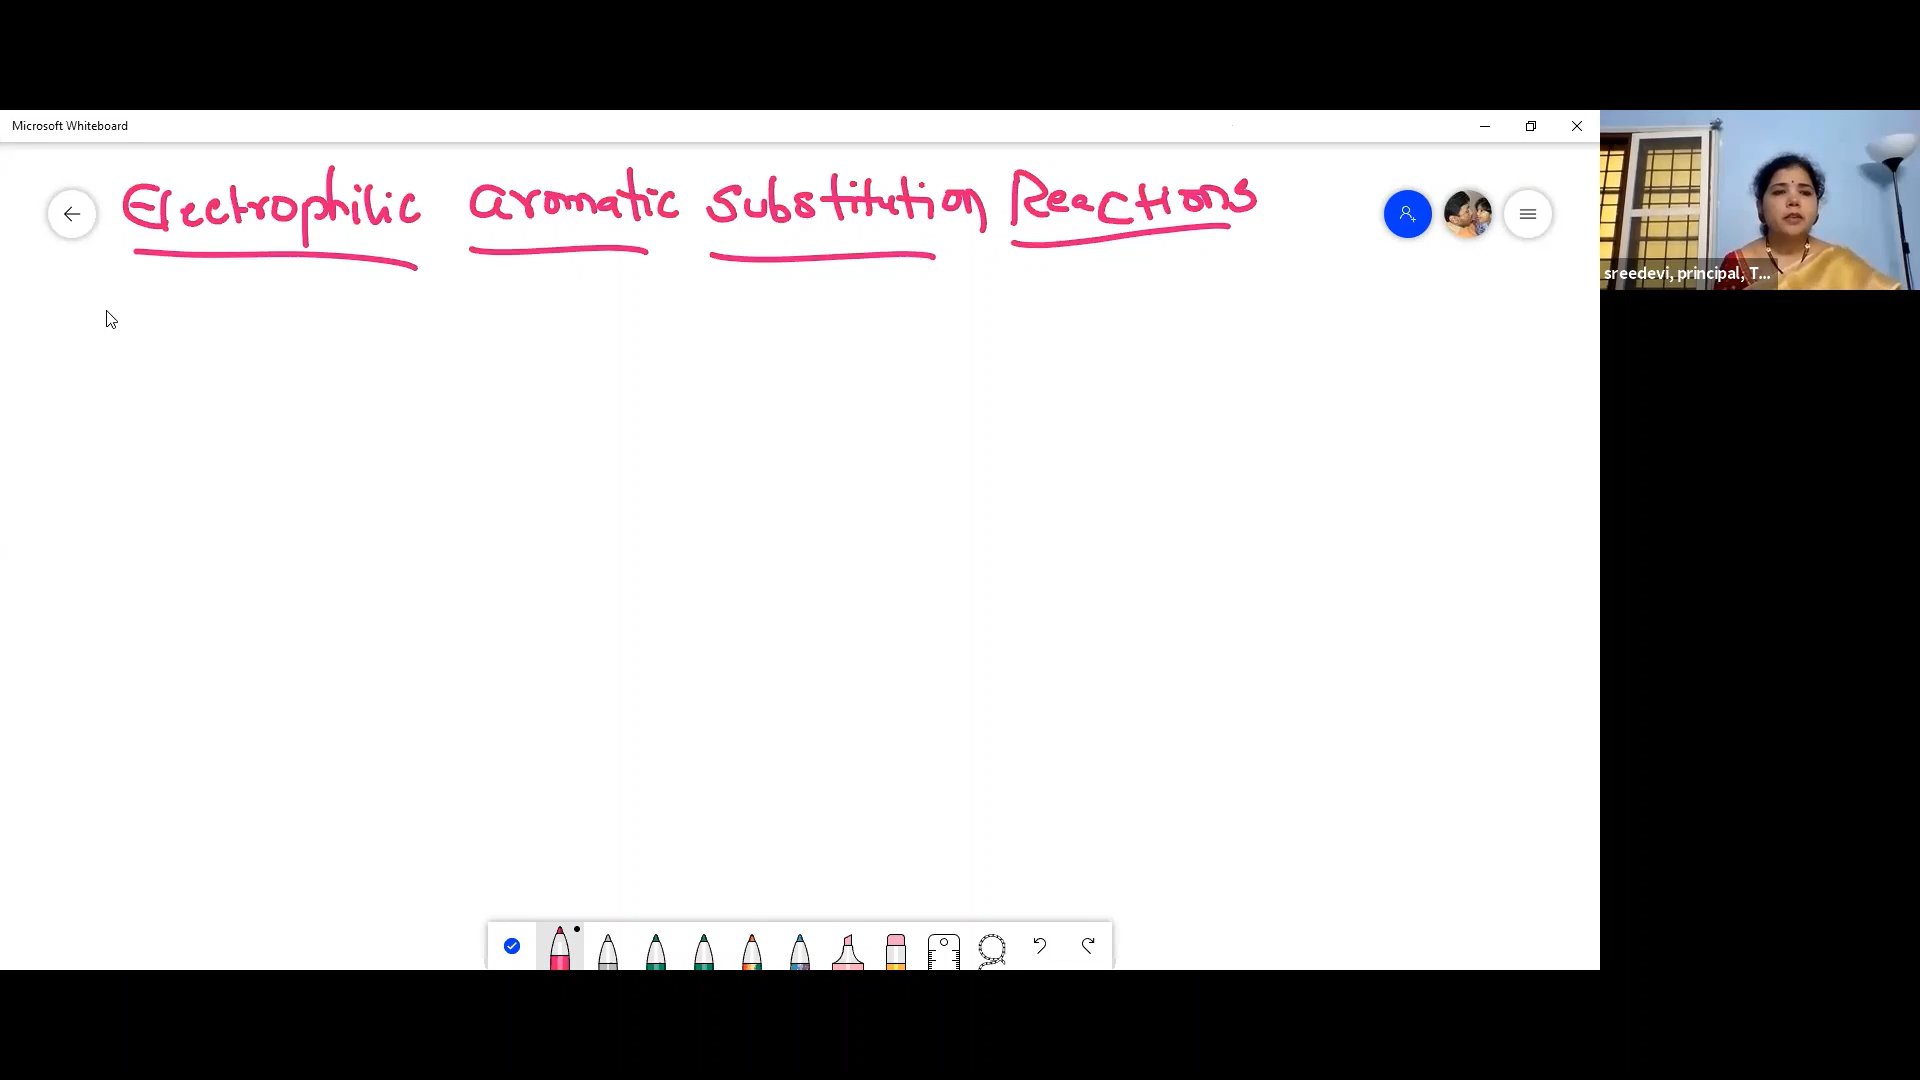 Microsoft Whiteboard
Electrophilic aromatic substitution Reactions
sreedevi, principal, T...